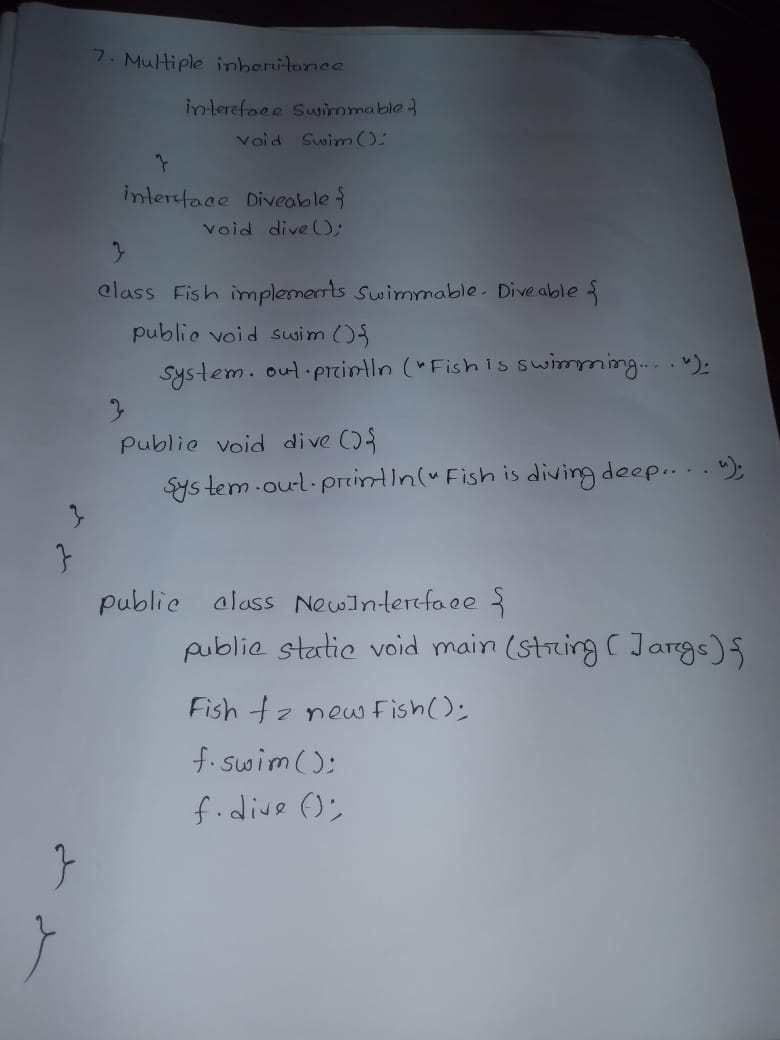 7. Multiple inheritance
interface Swimmable {
void Swim();
}
interface Diveable {
void dive();
}
class Fish implements Swimmable. Diveable {
public void swim () {
system. out.println ("Fish is swimming.... ");
}
public void dive () {
system.out.println("Fish is diving deep..... ");
}
}
public class NewInterface {
public static void main (string [ ] args) {
Fish f = new Fish();
f.swim();
f.dive ();
}
}